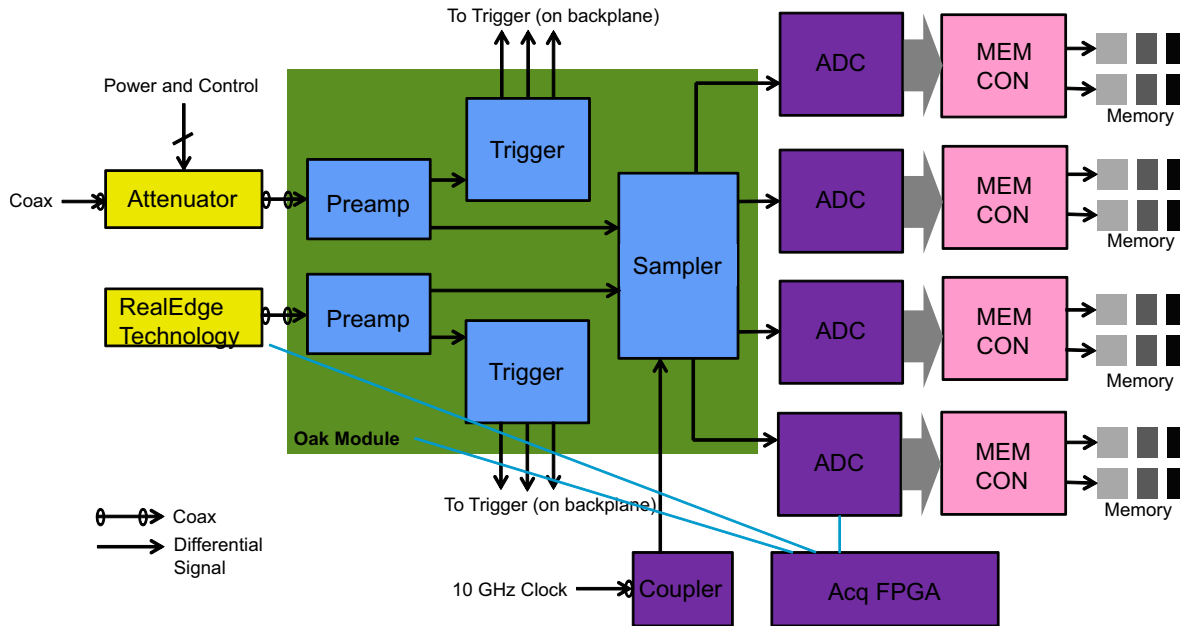 To Trigger (on backplane)
Power and Control
Coax
Attenuator
RealEdge
Technology
Preamp
Preamp
Trigger
Trigger
Sampler
Oak Module
To Trigger (on backplane)
ADC
MEM
CON
Memory
ADC
MEM
CON
Memory
ADC
MEM
CON
Memory
ADC
MEM
CON
Memory
Coax
Differential
Signal
10 GHz Clock
Coupler
Acq FPGA